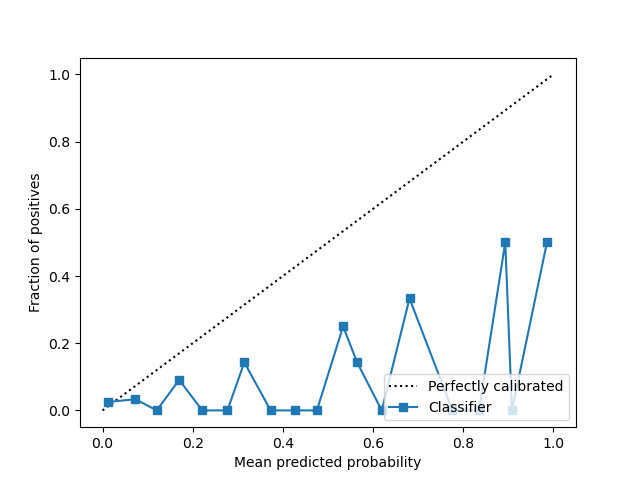 1.0
0.8
0.6
0.4
0.2
0.0
Fraction of positives
Perfectly calibrated
Classifier
0.0 0.2 0.4 0.6 0.8 1.0
Mean predicted probability